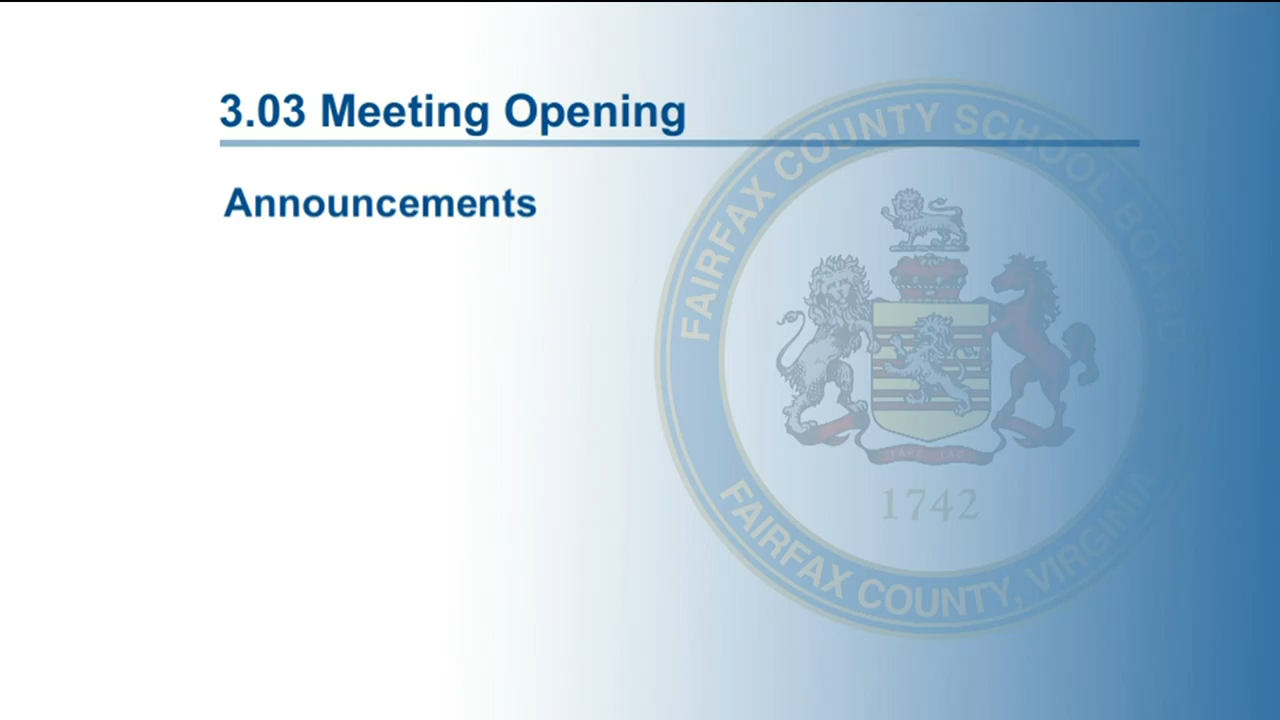 3.03 Meeting Opening
Announcements
FAIRFAX COUNTY SCHOOL BOARD
1742
FAIRFAX COUNTY, VIRGINIA